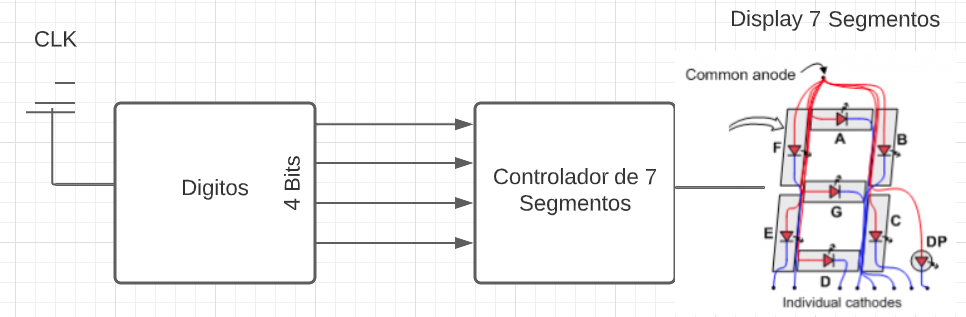 Display 7 Segmentos
CLK
Digitos
4 Bits
Controlador de 7
Segmentos
Common anode
A
F
B
G
E
C
D
DP
Individual cathodes